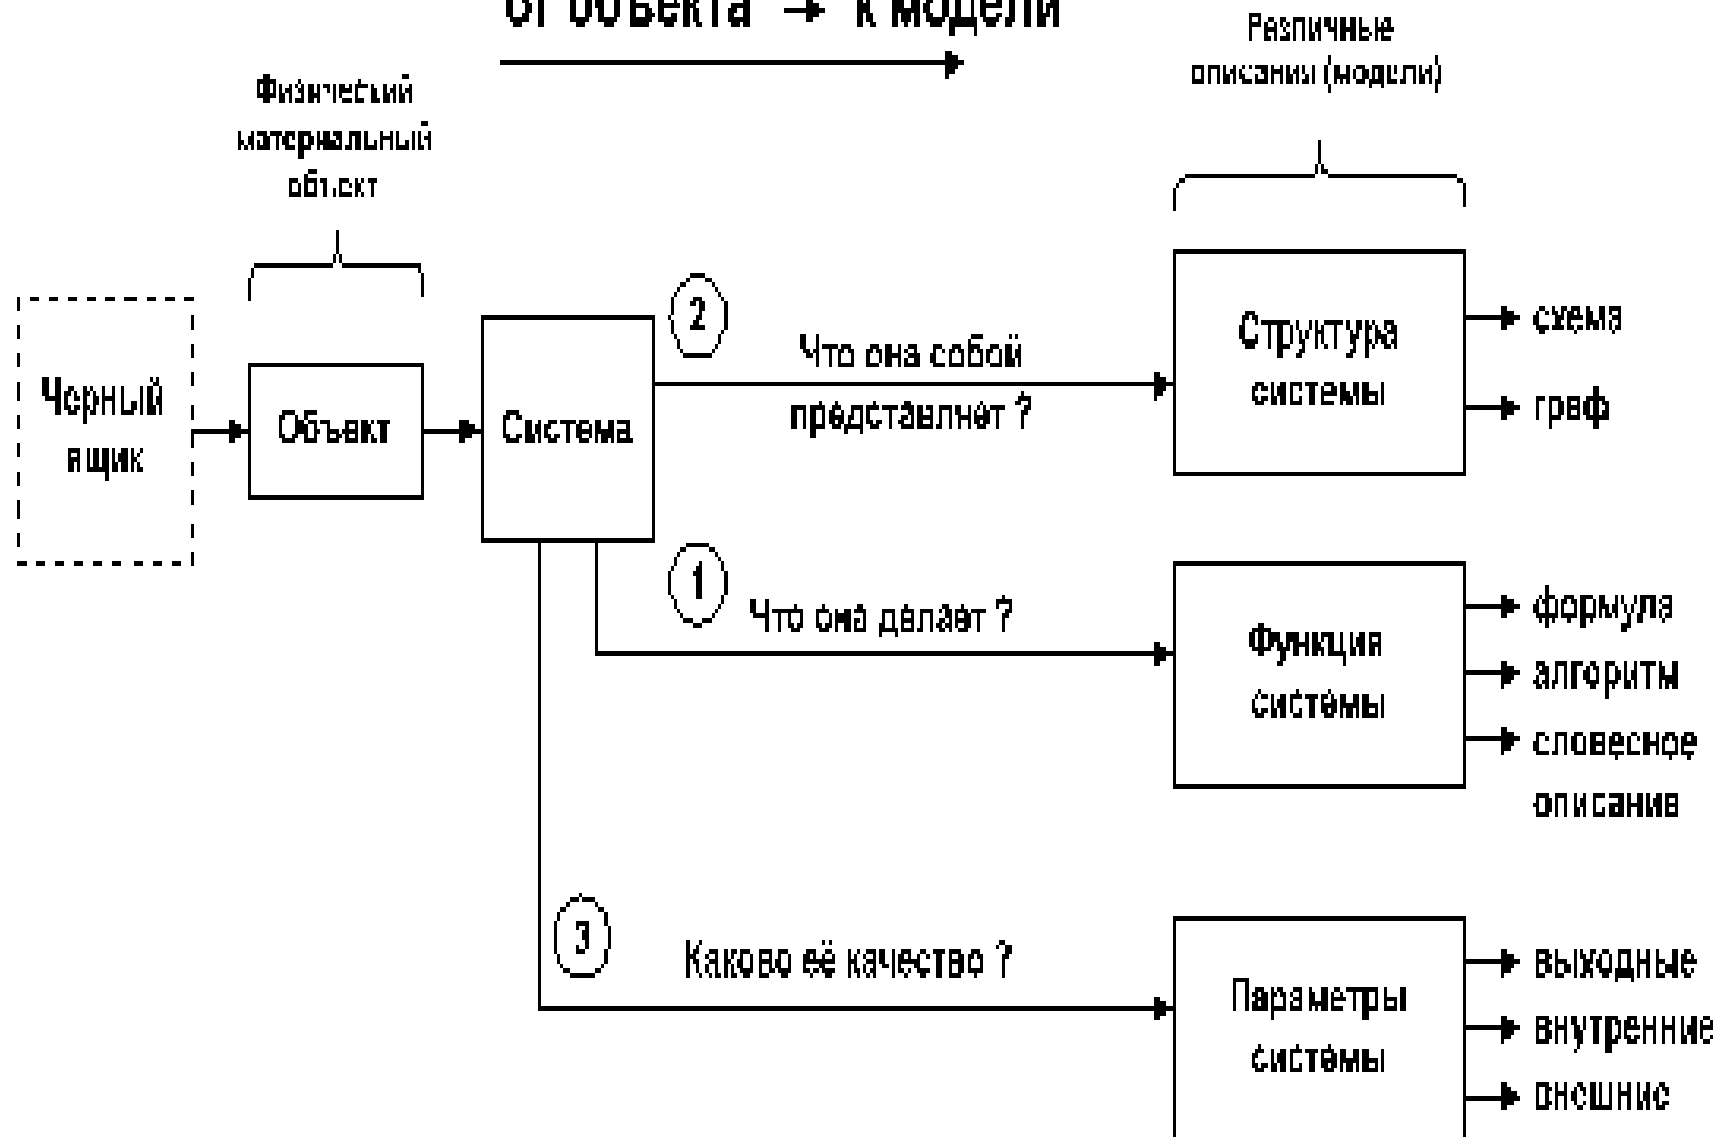 от объекта → к модели
Различные
описания (модели)
Физический
материальный
объект
Черный
ящик
Объект
Система
2
Что она собой
представляет ?
Структура
системы
схема
граф
1
Что она делает ?
Функция
системы
формула
алгоритм
словесное
описание
3
Каково её качество ?
Параметры
системы
выходные
внутренние
внешние